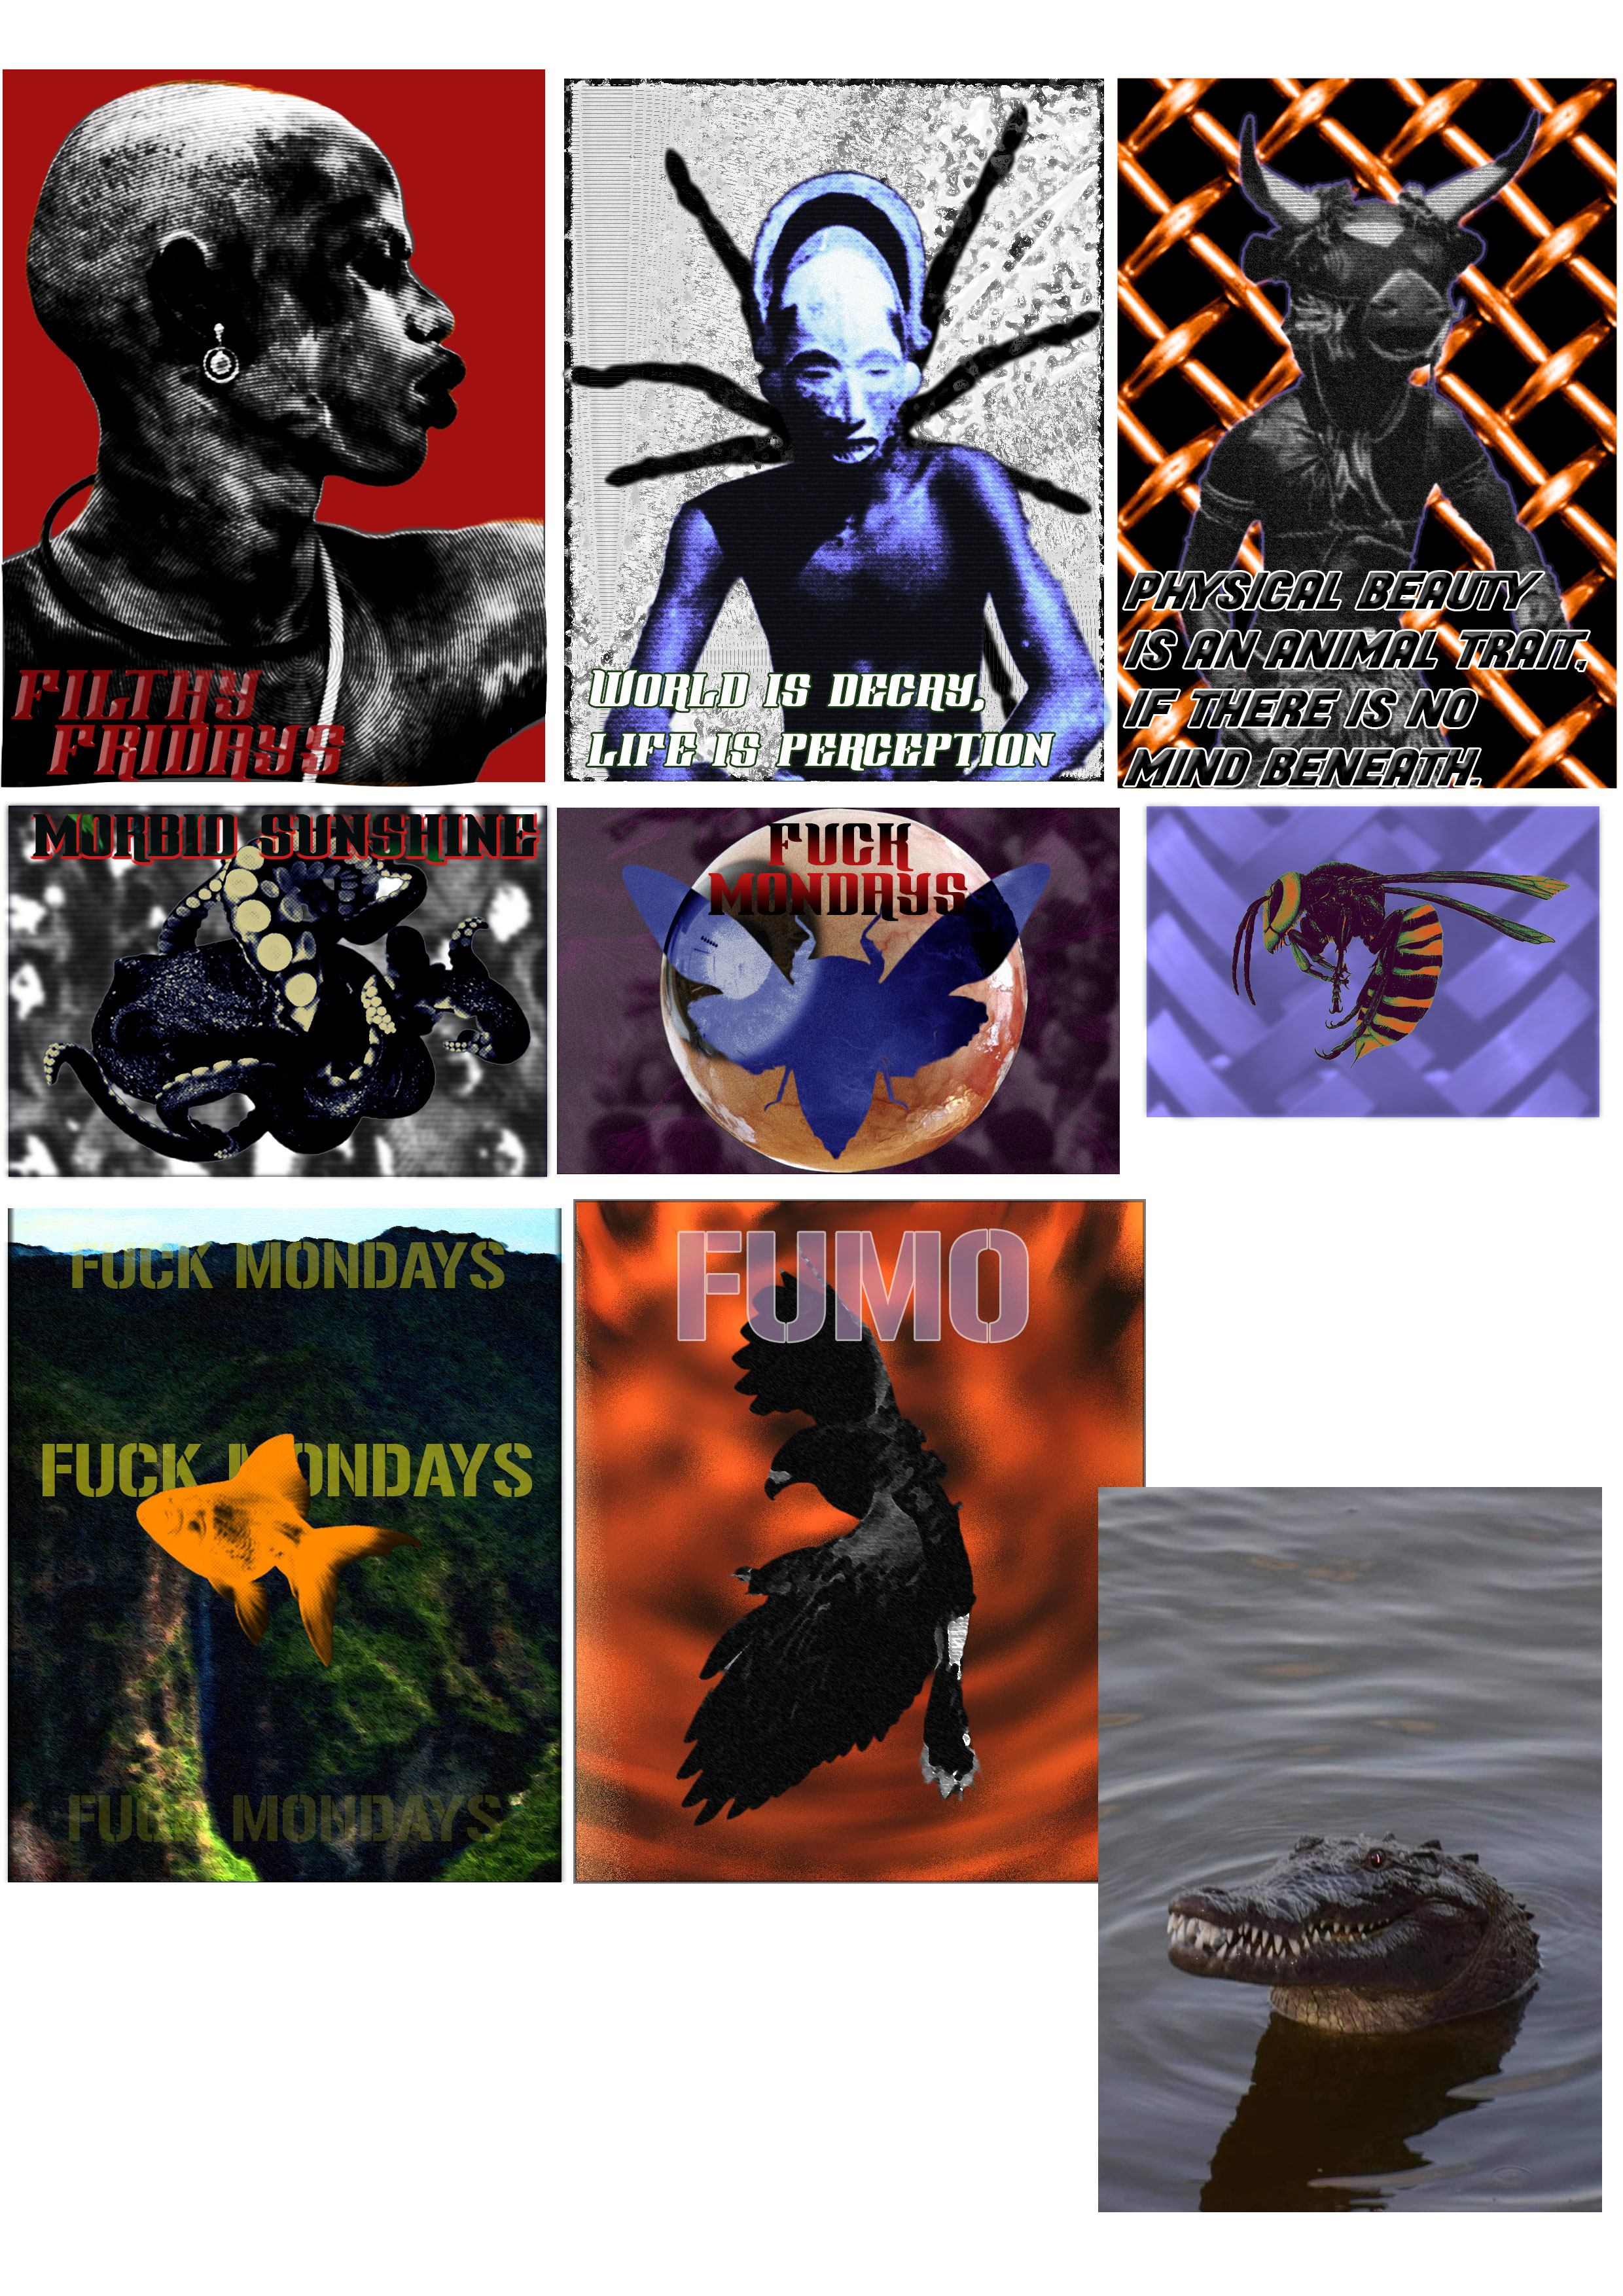 FILTHY
FRIDAYS
WORLD IS DECAY,
LIFE IS PERCEPTION
PHYSICAL BEAUTY
IS AN ANIMAL TRAIT,
IF THERE IS NO
MIND BENEATH.
MORBID SUNSHINE
FUCK
MONDAYS
FUCK MONDAYS
FUCK MONDAYS
FUCK MONDAYS
FUMO